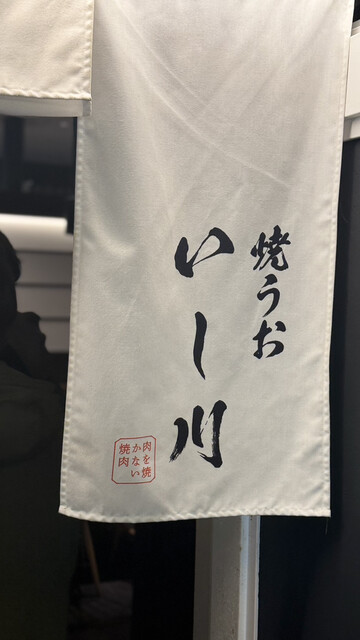 焼うお
いし川
肉を焼
かない
焼肉